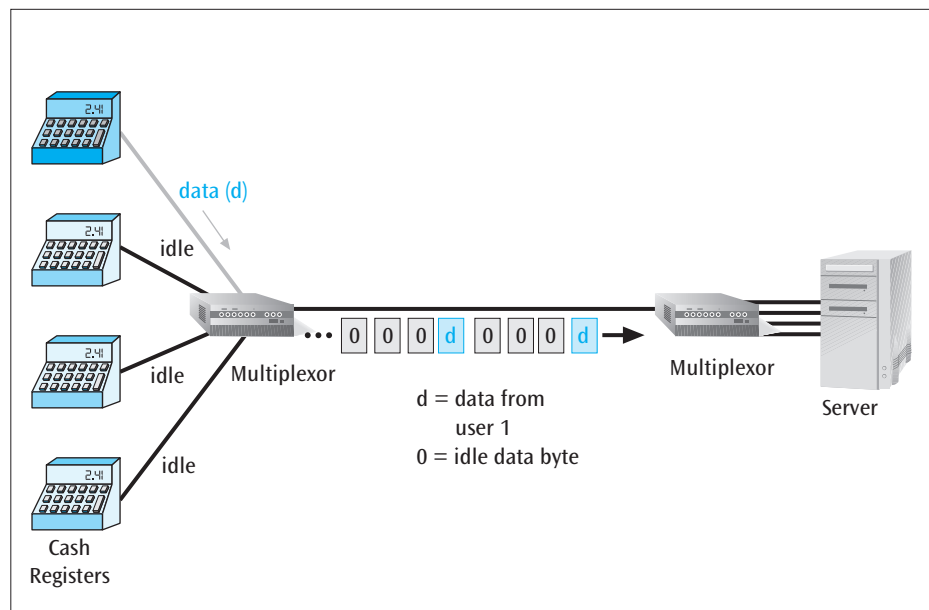 2.41
data (d)
2.41
idle
2.41
idle
Multiplexor
... 0 0 0 d 0 0 0 d
Multiplexor
Server
d = data from
user 1
0 = idle data byte
idle
2.41
Cash
Registers